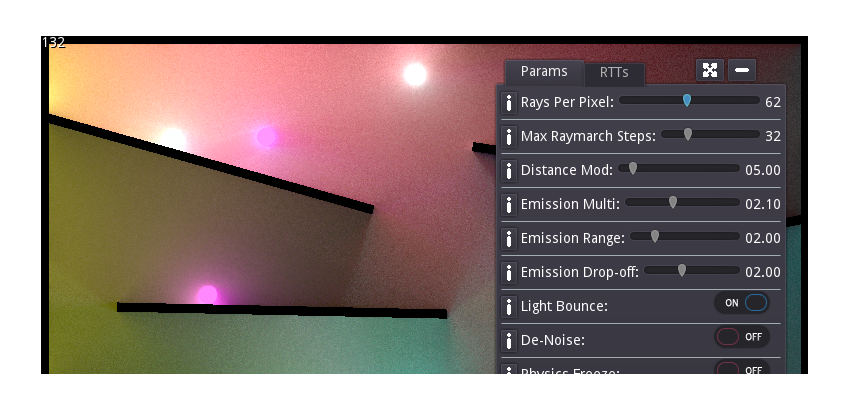 132
Params RTTs
Rays Per Pixel: 62
Max Raymarch Steps: 32
Distance Mod: 05.00
Emission Multi: 02.10
Emission Range: 02.00
Emission Drop-off: 02.00
Light Bounce: ON
De-Noise: OFF
Physics Freeze: OFF